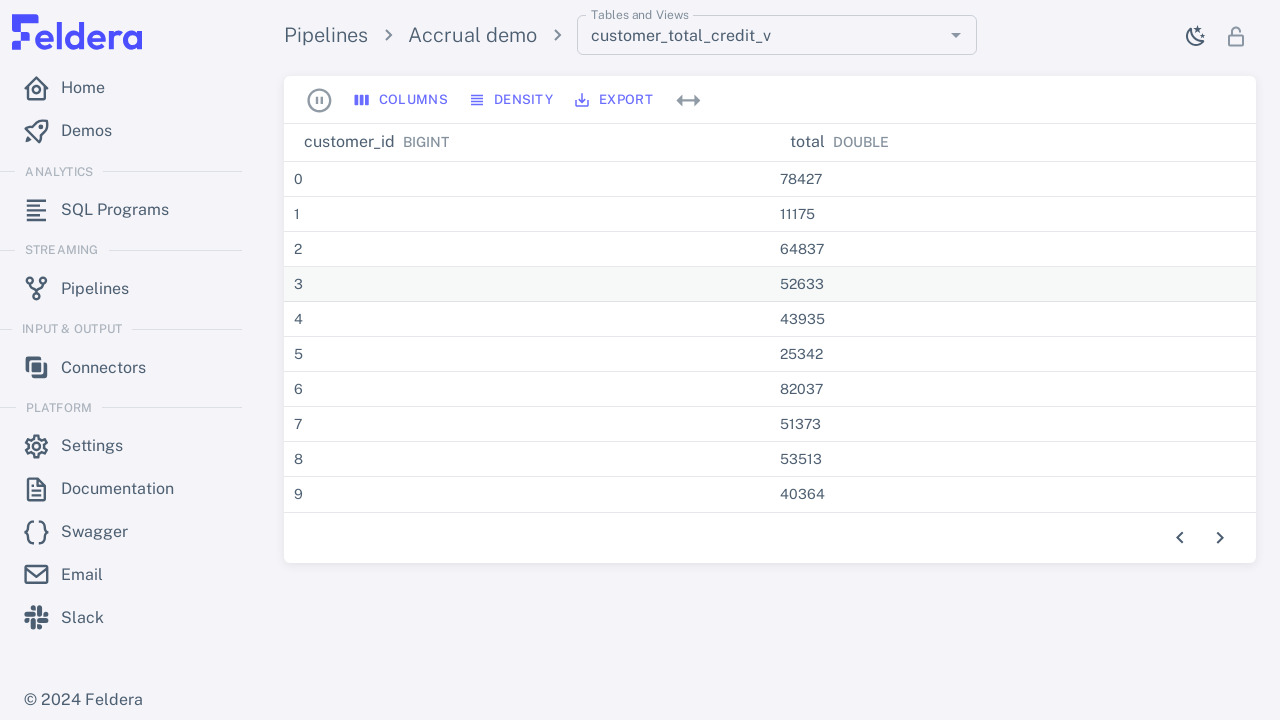 Feldera
Home
Demos
ANALYTICS
SQL Programs
STREAMING
Pipelines
INPUT & OUTPUT
Connectors
PLATFORM
Settings
Documentation
Swagger
Email
Slack
© 2024 Feldera
Pipelines > Accrual demo >
Tables and Views
customer_total_credit_v
COLUMNS DENSITY EXPORT
customer_id BIGINT total DOUBLE
0 78427
1 11175
2 64837
3 52633
4 43935
5 25342
6 82037
7 51373
8 53513
9 40364